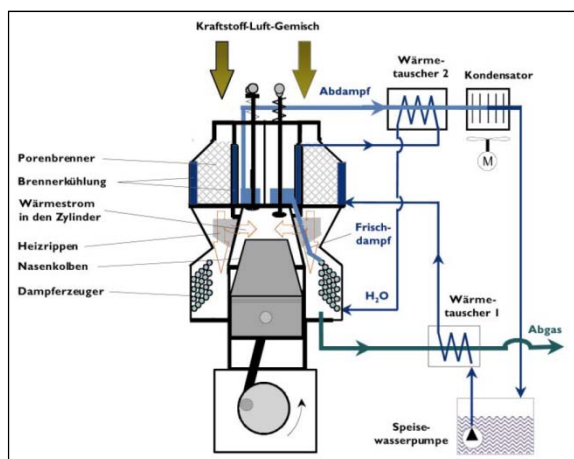 Kraftstoff-Luft-Gemisch
Wärme-
tauscher 2
Kondensator
Abdampf
M
Porenbrenner
Brennerkühlung
Wärmestrom
in den Zylinder
Heizrippen
Nasenkolben
Dampferzeuger
Frisch-
dampf
H₂O
Wärme-
tauscher 1
Abgas
Speise-
wasserpumpe